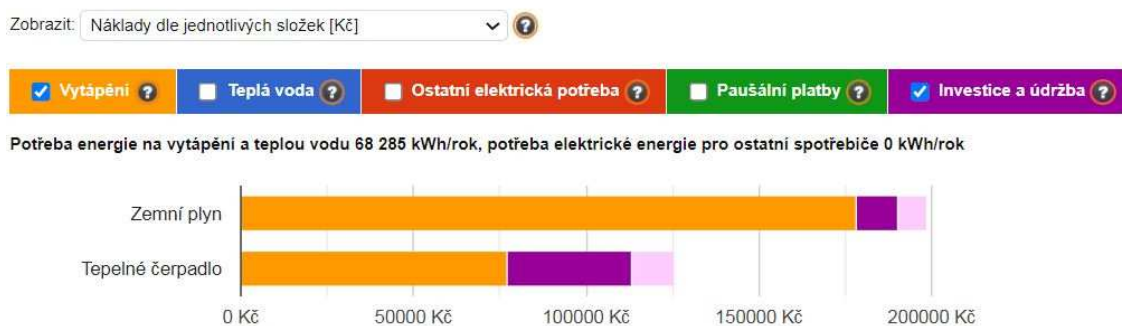 Zobrazit: Náklady dle jednotlivých složek [Kč]
Vytápění Teplá voda Ostatní elektrická potřeba Paušální platby Investice a údržba
Potřeba energie na vytápění a teplou vodu 68 285 kWh/rok, potřeba elektrické energie pro ostatní spotřebiče 0 kWh/rok
Zemní plyn
Tepelné čerpadlo
0 Kč 50000 Kč 100000 Kč 150000 Kč 200000 Kč